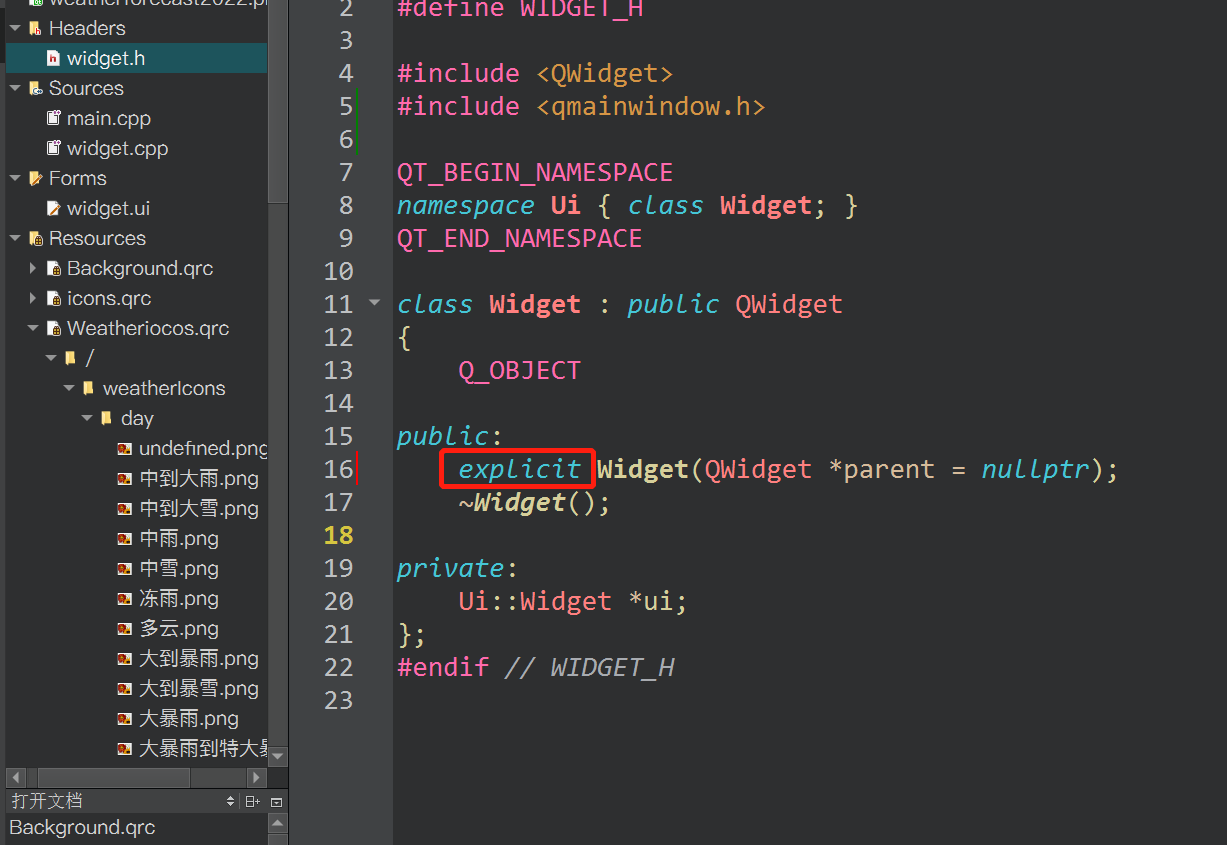 Headers
widget.h
Sources
main.cpp
widget.cpp
Forms
widget.ui
Resources
Background.qrc
icons.qrc
Weatheriocos.qrc
/
weatherIcons
day
undefined.png
中到大雨.png
中到大雪.png
中雨.png
中雪.png
冻雨.png
多云.png
大到暴雨.png
大到暴雪.png
大暴雨.png
大暴雨到特大暴
打开文档
Background.qrc
2 #define WIDGET_H
3
4 #include <QWidget>
5 #include <qmainwindow.h>
6
7 QT_BEGIN_NAMESPACE
8 namespace Ui { class Widget; }
9 QT_END_NAMESPACE
10
11 class Widget : public QWidget
12 {
13 Q_OBJECT
14
15 public:
16 explicit Widget(QWidget *parent = nullptr);
17 ~Widget();
18
19 private:
20 Ui::Widget *ui;
21 };
22 #endif // WIDGET_H
23